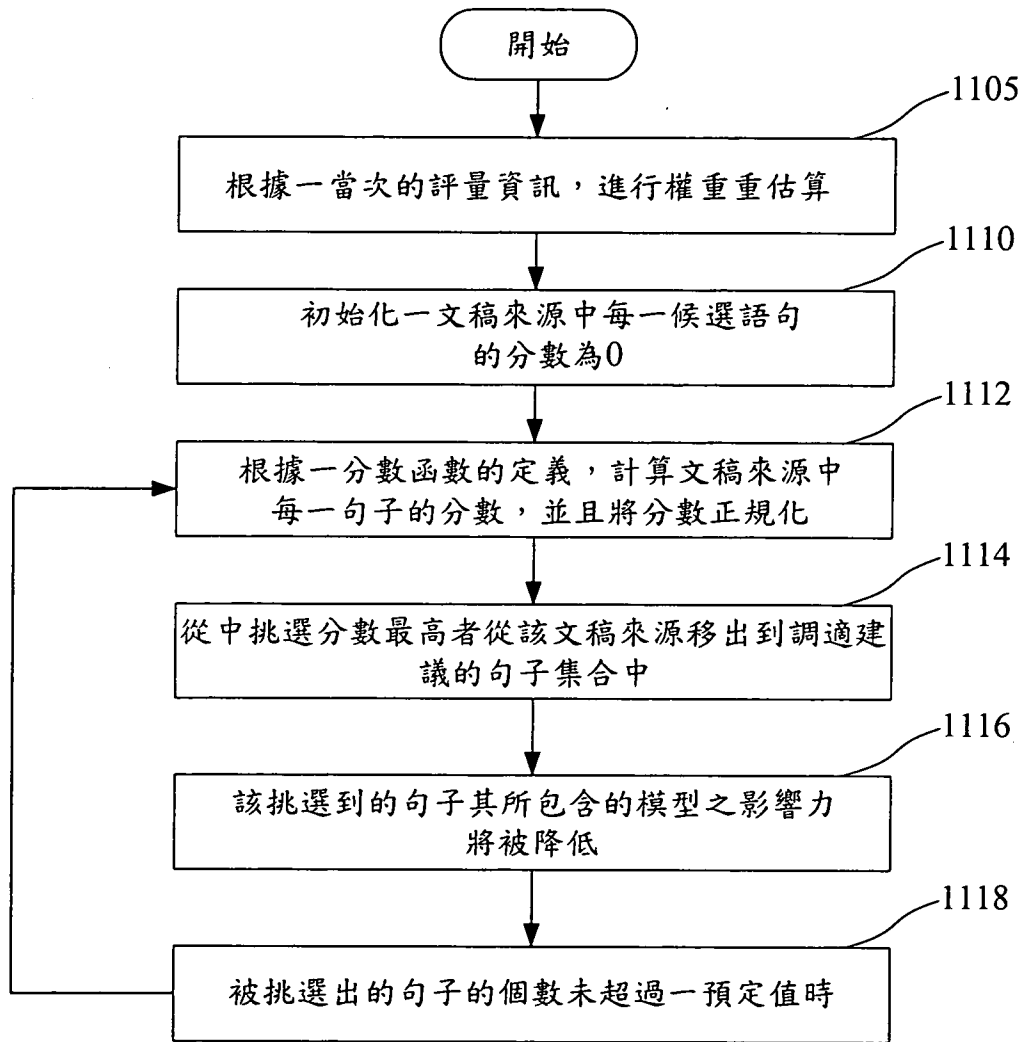 開始
1105
根據一當次的評量資訊，進行權重重估算
1110
初始化一文稿來源中每一候選語句
的分數為0
1112
根據一分數函數的定義，計算文稿來源中
每一句子的分數，並且將分數正規化
1114
從中挑選分數最高者從該文稿來源移出到調適建
議的句子集合中
1116
該挑選到的句子其所包含的模型之影響力
將被降低
1118
被挑選出的句子的個數未超過一預定值時